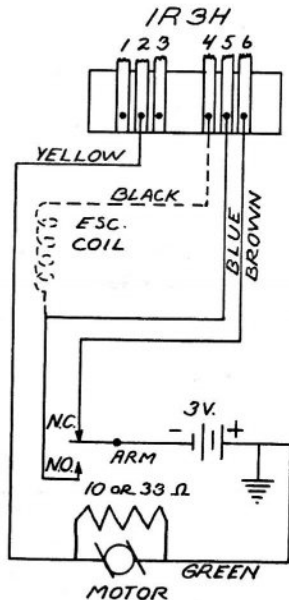 1R3H
1 2 3 4 5 6
YELLOW
BLACK
ESC.
COIL
BLUE
BROWN
N.C.
3V.
- +
N.O.
ARM
10 OR 33 Ω
GREEN
MOTOR